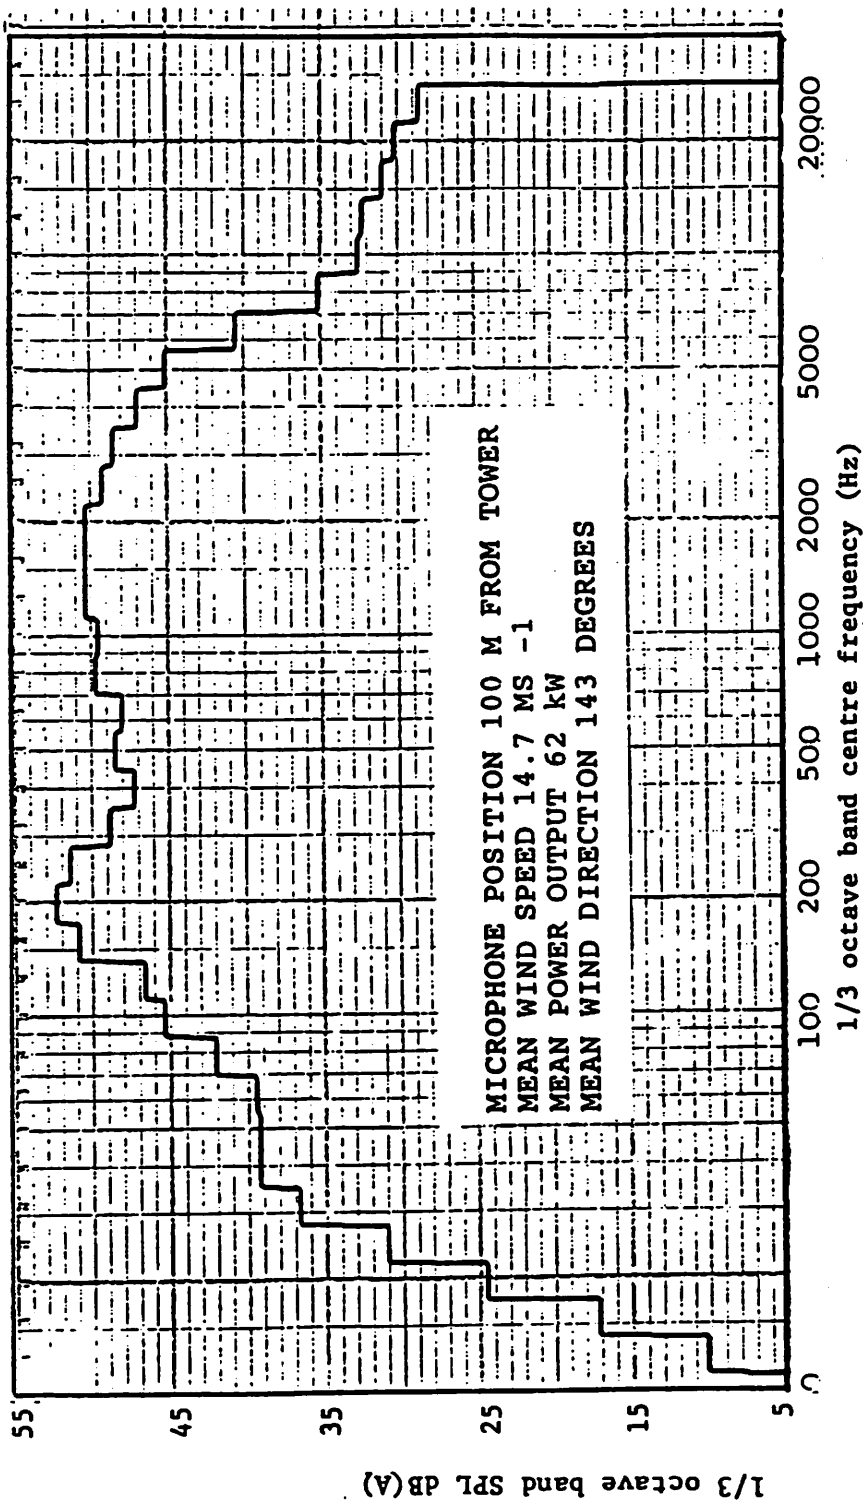 1/3 octave band SPL dB(A)
55
45
35
25
15
5
MICROPHONE POSITION 100 M FROM TOWER
MEAN WIND SPEED 14.7 MS -1
MEAN POWER OUTPUT 62 kW
MEAN WIND DIRECTION 143 DEGREES
100
200
500
1000
2000
5000
20000
1/3 octave band centre frequency (Hz)